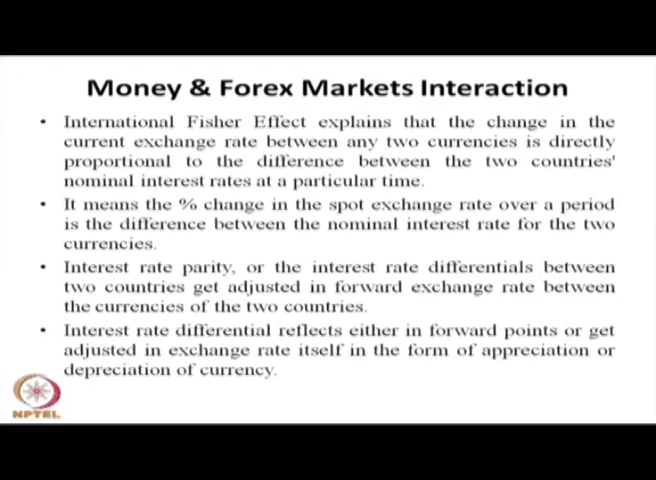 Money & Forex Markets Interaction
• International Fisher Effect explains that the change in the
current exchange rate between any two currencies is directly
proportional to the difference between the two countries'
nominal interest rates at a particular time.
• It means the % change in the spot exchange rate over a period
is the difference between the nominal interest rate for the two
currencies.
• Interest rate parity, or the interest rate differentials between
two countries get adjusted in forward exchange rate between
the currencies of the two countries.
• Interest rate differential reflects either in forward points or get
adjusted in exchange rate itself in the form of appreciation or
depreciation of currency.
NPTEL